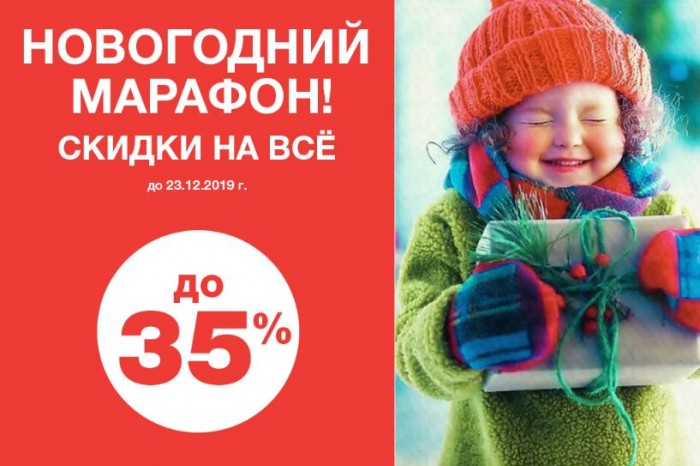 НОВОГОДНИЙ
МАРАФОН!
СКИДКИ НА ВСЁ
до 23.12.2019 г.
до
35%